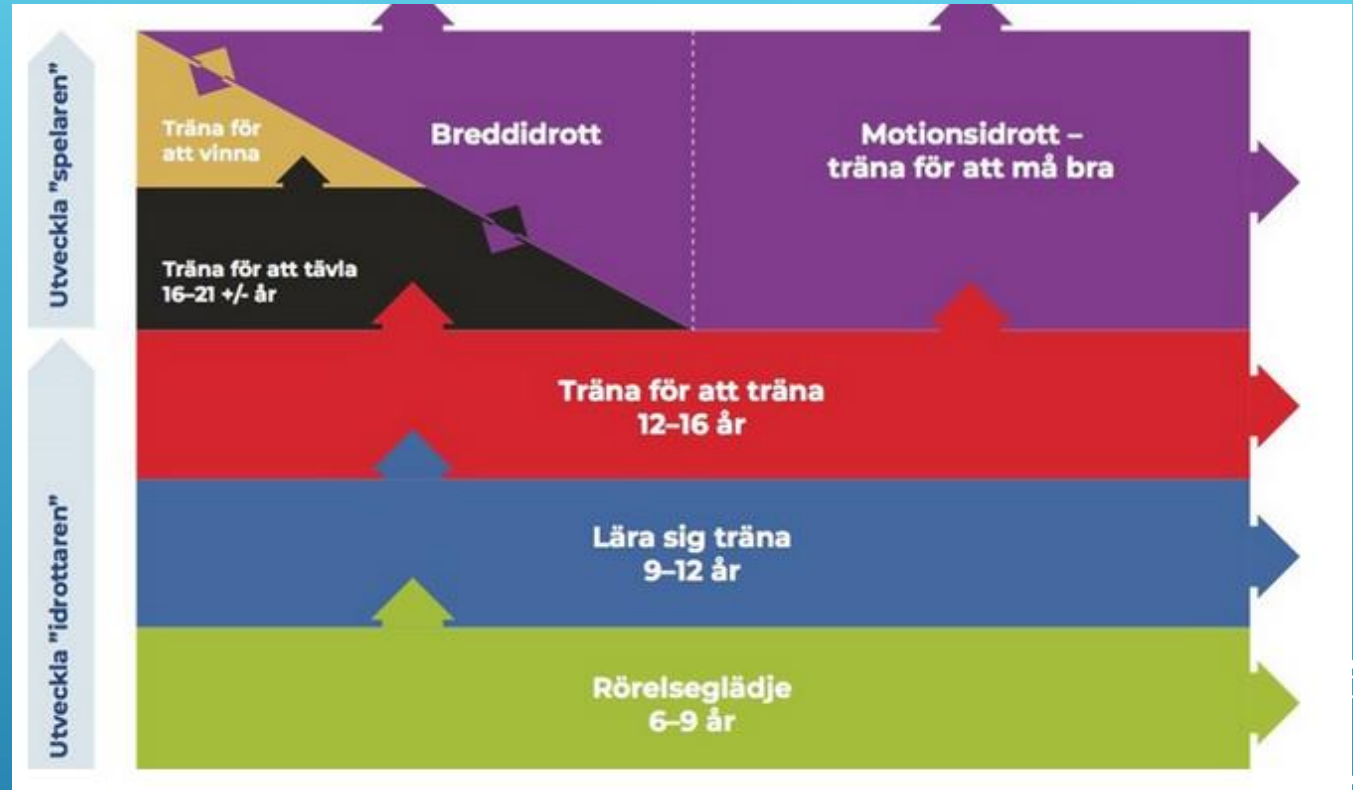 Utveckla "spelaren"
Träna för
att vinna
Breddidrott
Motionsidrott –
träna för att må bra
Träna för att tävla
16–21 +/- år
Utveckla "idrottaren"
Träna för att träna
12–16 år
Lära sig träna
9–12 år
Rörelseglädje
6–9 år